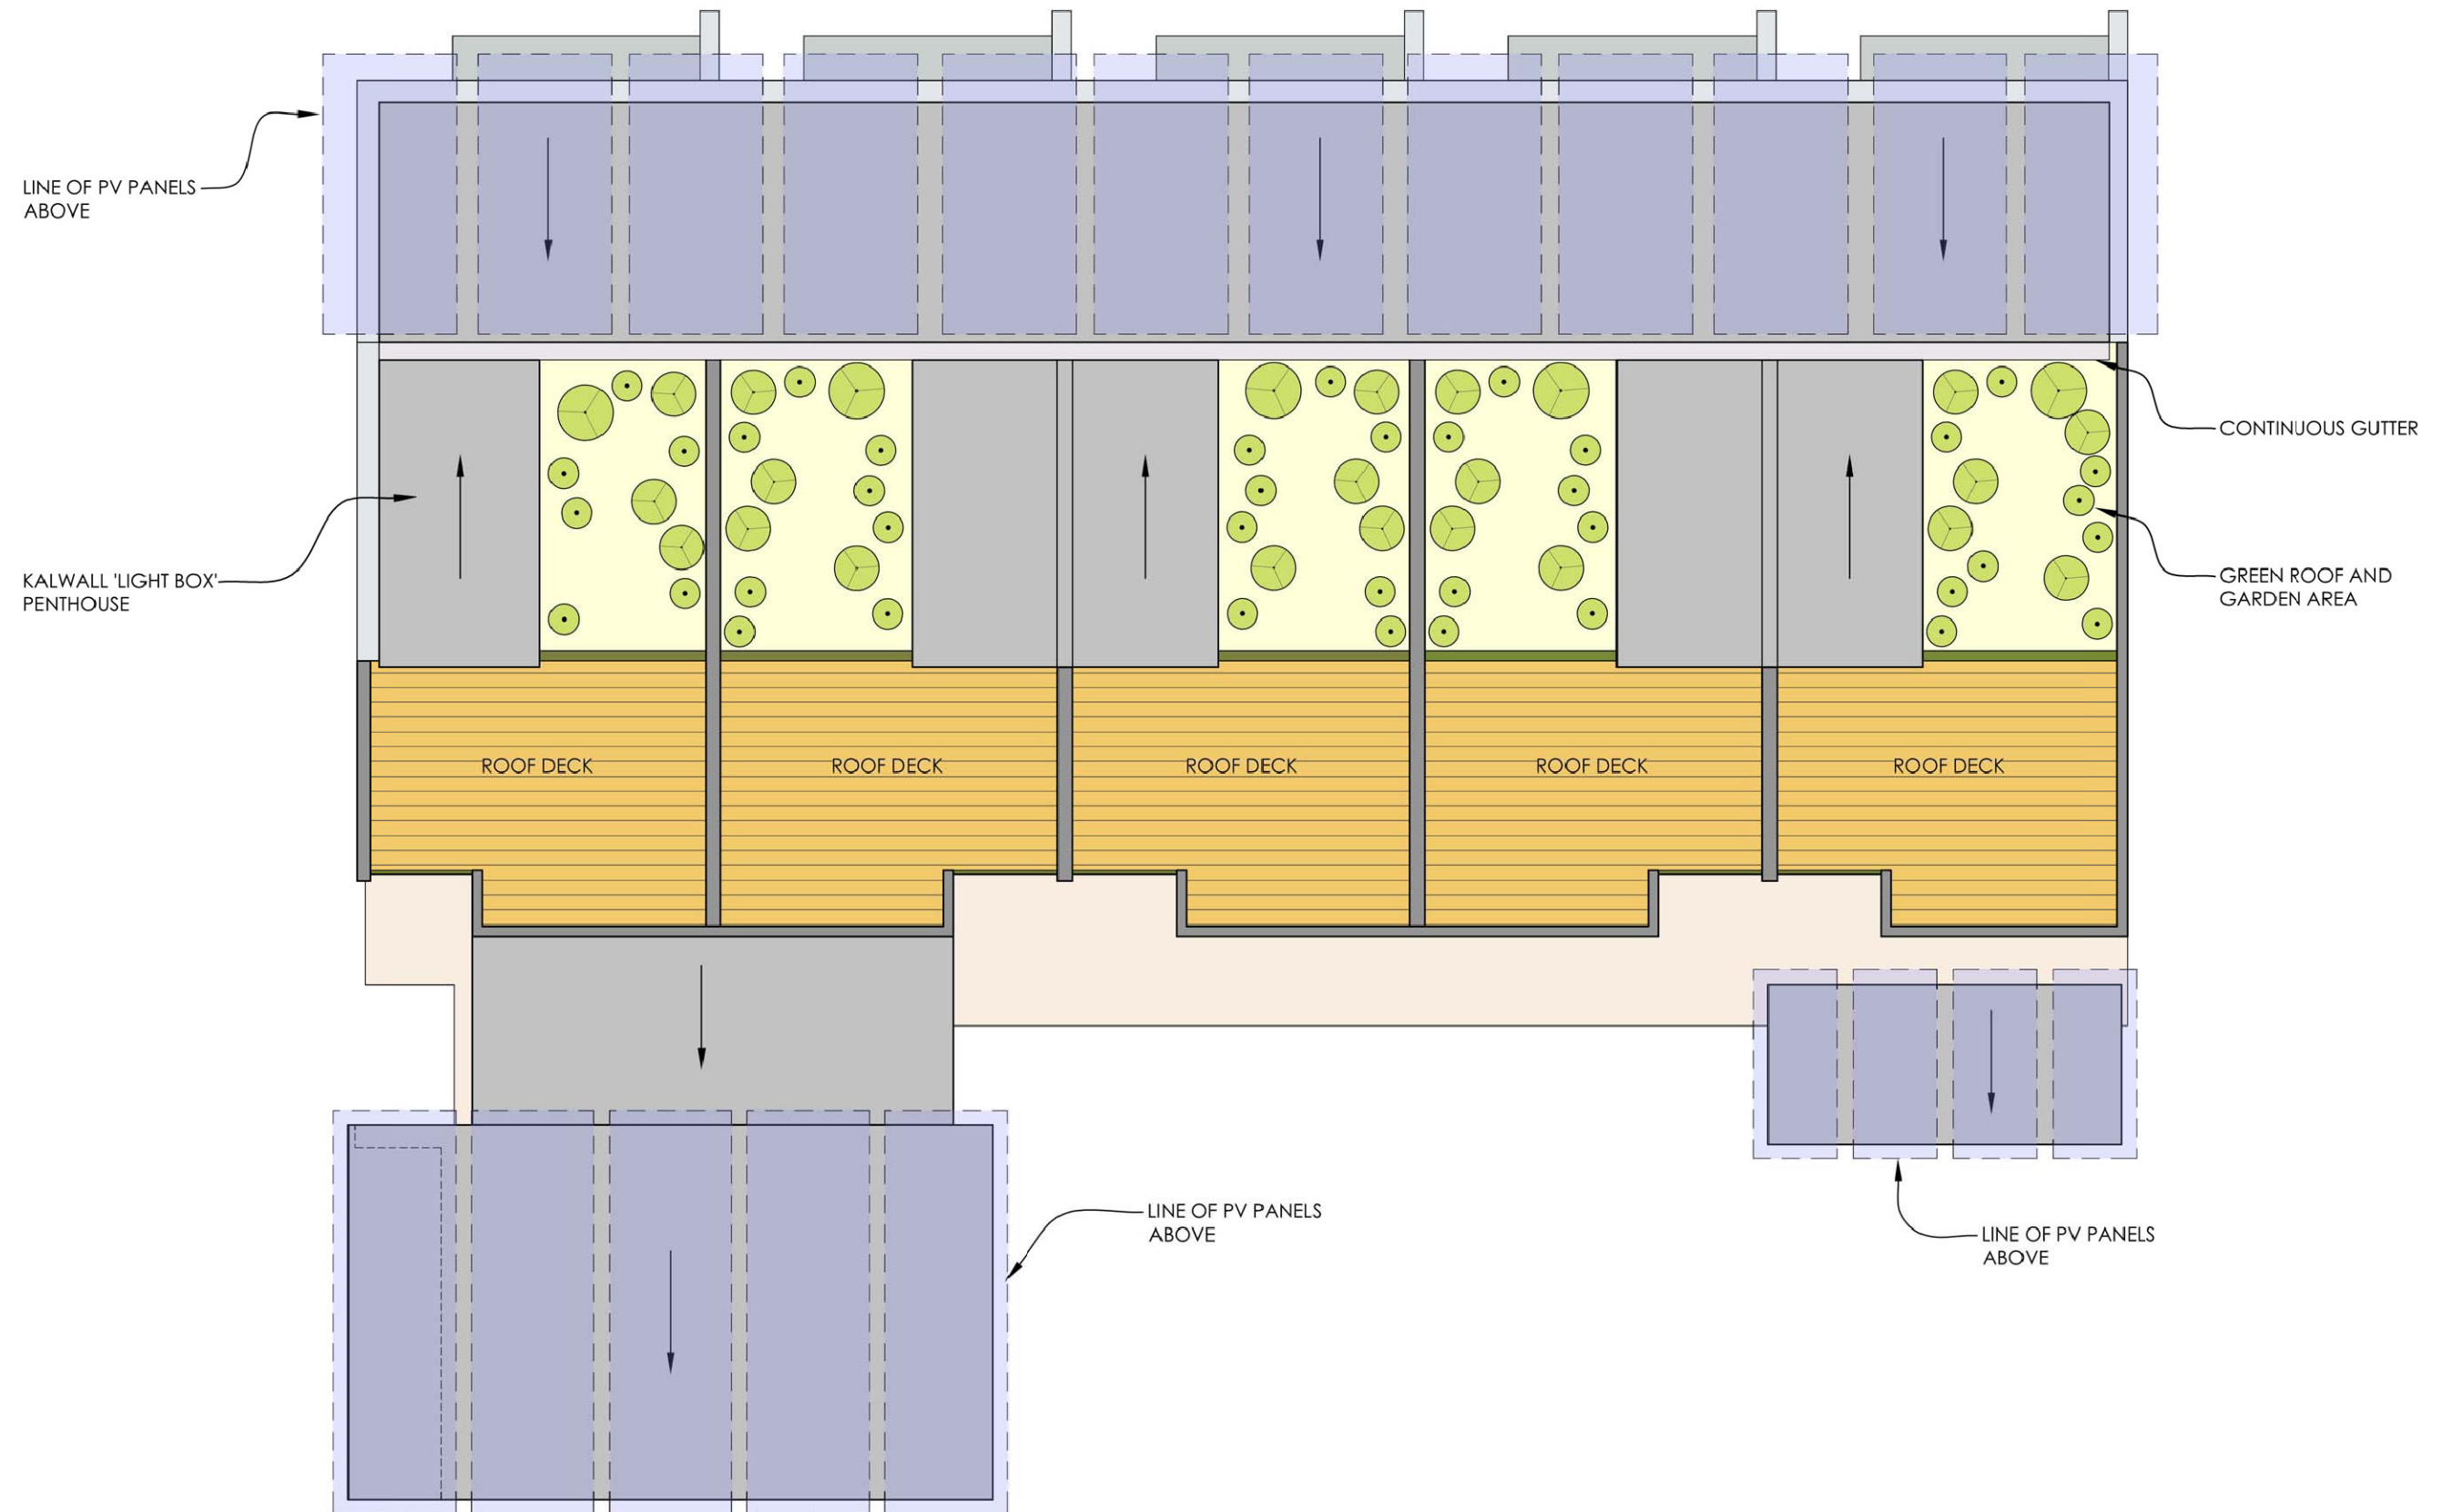 LINE OF PV PANELS
ABOVE
CONTINUOUS GUTTER
KALWALL 'LIGHT BOX'
PENTHOUSE
GREEN ROOF AND
GARDEN AREA
ROOF DECK
ROOF DECK
ROOF DECK
ROOF DECK
ROOF DECK
LINE OF PV PANELS
ABOVE
LINE OF PV PANELS
ABOVE